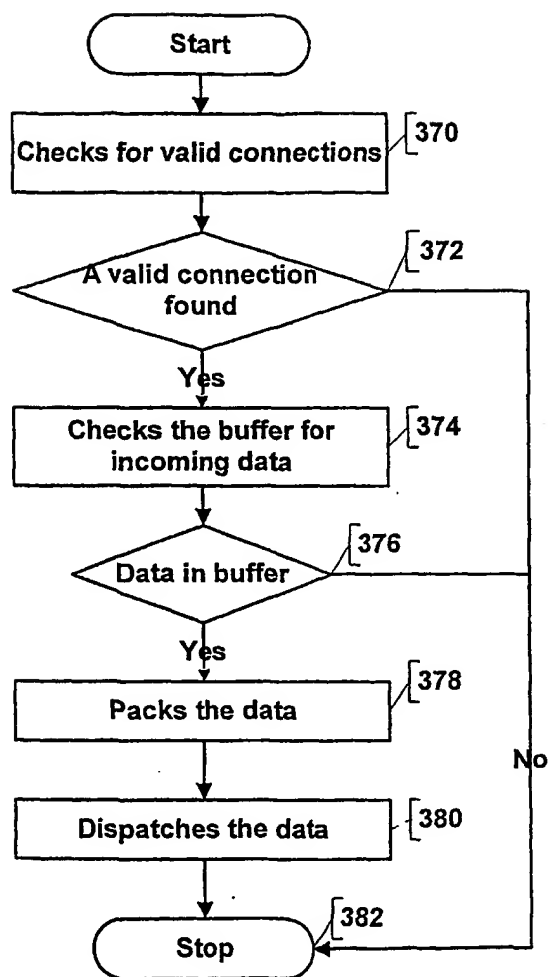 Start
Checks for valid connections
370
372
A valid connection
found
Yes
Checks the buffer for
incoming data
374
376
Data in buffer
Yes
378
Packs the data
No
Dispatches the data
380
382
Stop